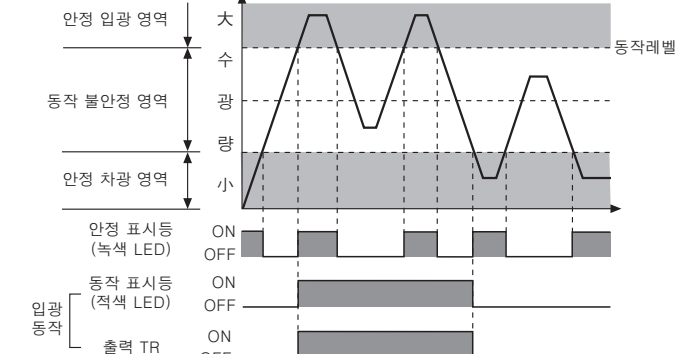 안정 입광 영역
大
수
동작레벨
동작 불안정 영역
광
량
안정 차광 영역
小
안정 표시등
(녹색 LED)
ON
OFF
동작 표시등
(적색 LED)
ON
OFF
입광
동작
출력 TR
ON
OFF